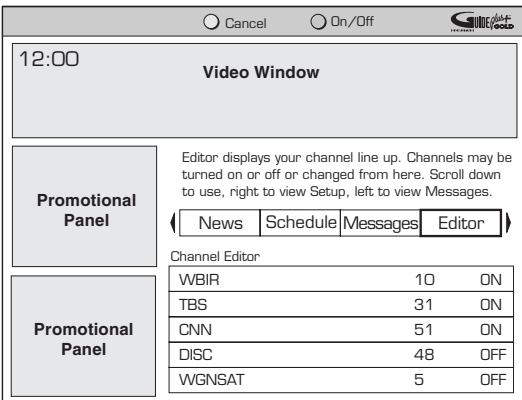 Cancel
On/Off
GUIDE plus+
GOLD
12:00
Video Window
Promotional
Panel
Promotional
Panel
Editor displays your channel line up. Channels may be
turned on or off or changed from here. Scroll down
to use, right to view Setup, left to view Messages.
News Schedule Messages Editor
Channel Editor
WBIR 10 ON
TBS 31 ON
CNN 51 ON
DISC 48 OFF
WGNSAT 5 OFF